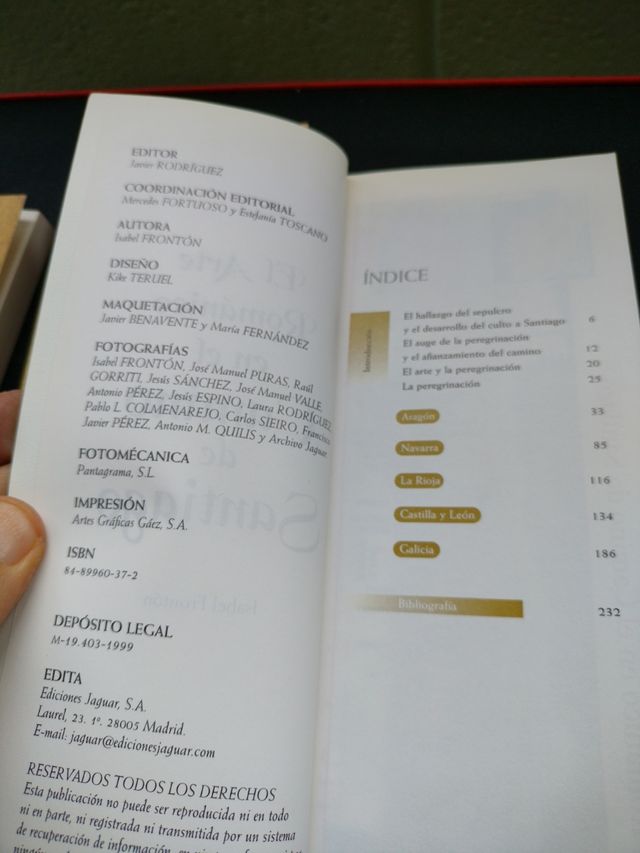 EDITOR
Javier RODRÍGUEZ
COORDINACIÓN EDITORIAL
Mercedes FORTUOSO y Estefanía TOSCANO
AUTORA
Isabel FRONTÓN
DISEÑO
Kike TERUEL
MAQUETACIÓN
Javier BENAVENTE y María FERNÁNDEZ
FOTOGRAFÍAS
Isabel FRONTÓN, José Manuel PURAS, Raúl
GORRITI, Jesús SÁNCHEZ, José Manuel VALLE,
Antonio PÉREZ, Jesús ESPINO, Laura RODRÍGUEZ,
Pablo L. COLMENAREJO, Carlos SIEIRO, Francisco
Javier PÉREZ, Antonio M. QUILIS y Archivo Jaguar
FOTOMÉCANICA
Pantagrama, S.L.
IMPRESIÓN
Artes Gráficas Gáez, S.A.
ISBN
84-89960-37-2
DEPÓSITO LEGAL
M-19.403-1999
EDITA
Ediciones Jaguar, S.A.
Laurel, 23. 1º. 28005 Madrid.
E-mail: jaguar@edicionesjaguar.com
RESERVADOS TODOS LOS DERECHOS
Esta publicación no puede ser reproducida ni en todo
ni en parte, ni registrada ni transmitida por un sistema
de recuperación de información, en
ÍNDICE
Introducción
El hallazgo del sepulcro
y el desarrollo del culto a Santiago 6
El auge de la peregrinación
y el afianzamiento del camino 12
El arte y la peregrinación 20
La peregrinación 25
Aragón 33
Navarra 85
La Rioja 116
Castilla y León 134
Galicia 186
Bibliografía 232